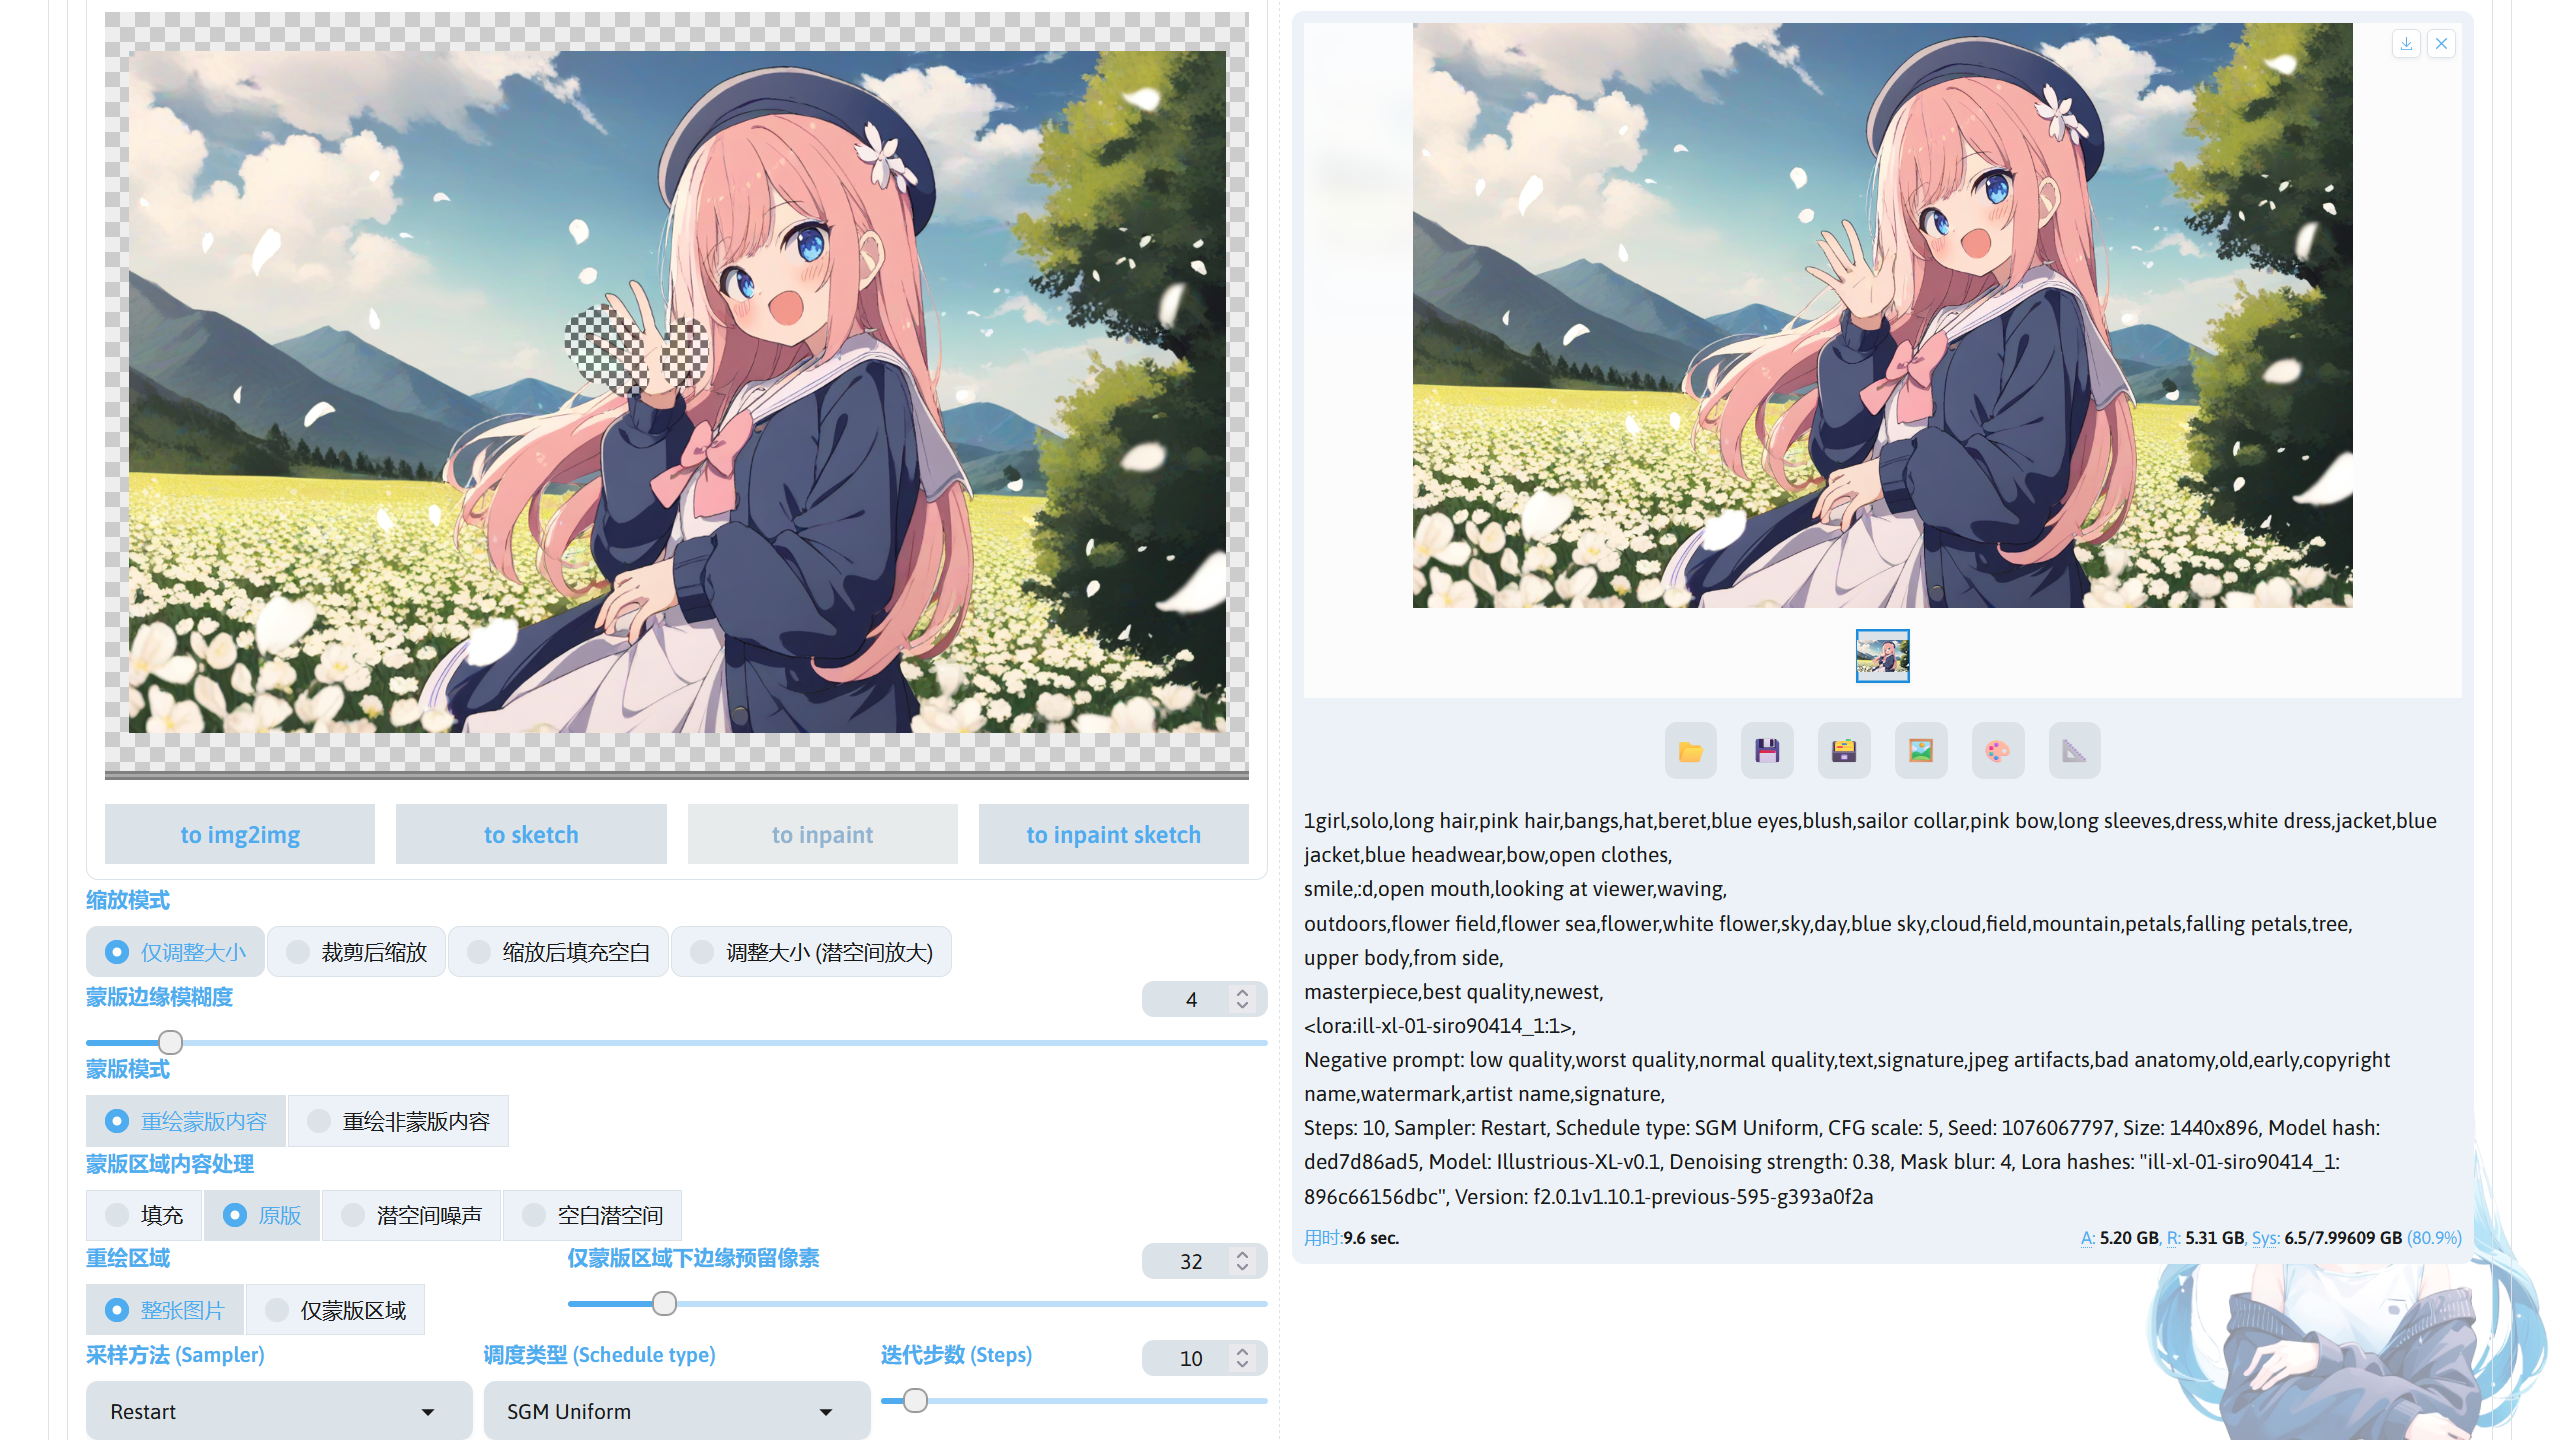 to img2img
to sketch
to inpaint
to inpaint sketch
缩放模式
仅调整大小
裁剪后缩放
缩放后填充空白
调整大小 (潜空间放大)
蒙版边缘模糊度
4
蒙版模式
重绘蒙版内容
重绘非蒙版内容
蒙版区域内容处理
填充
原版
潜空间噪声
空白潜空间
重绘区域
整张图片
仅蒙版区域
仅蒙版区域下边缘预留像素
32
采样方法 (Sampler)
Restart
调度类型 (Schedule type)
SGM Uniform
迭代步数 (Steps)
10
1girl,solo,long hair,pink hair,bangs,hat,beret,blue eyes,blush,sailor collar,pink bow,long sleeves,dress,white dress,jacket,blue
jacket,blue headwear,bow,open clothes,
smile,:d,open mouth,looking at viewer,waving,
outdoors,flower field,flower sea,flower,white flower,sky,day,blue sky,cloud,field,mountain,petals,falling petals,tree,
upper body,from side,
masterpiece,best quality,newest,
<lora:ill-xl-01-siro90414_1:1>,
Negative prompt: low quality,worst quality,normal quality,text,signature,jpeg artifacts,bad anatomy,old,early,copyright
name,watermark,artist name,signature,
Steps: 10, Sampler: Restart, Schedule type: SGM Uniform, CFG scale: 5, Seed: 1076067797, Size: 1440x896, Model hash:
ded7d86ad5, Model: Illustrious-XL-v0.1, Denoising strength: 0.38, Mask blur: 4, Lora hashes: "ill-xl-01-siro90414_1:
896c66156dbc", Version: f2.0.1v1.10.1-previous-595-g393a0f2a
用时:9.6 sec.
A: 5.20 GB, R: 5.31 GB, Sys: 6.5/7.99609 GB (80.9%)